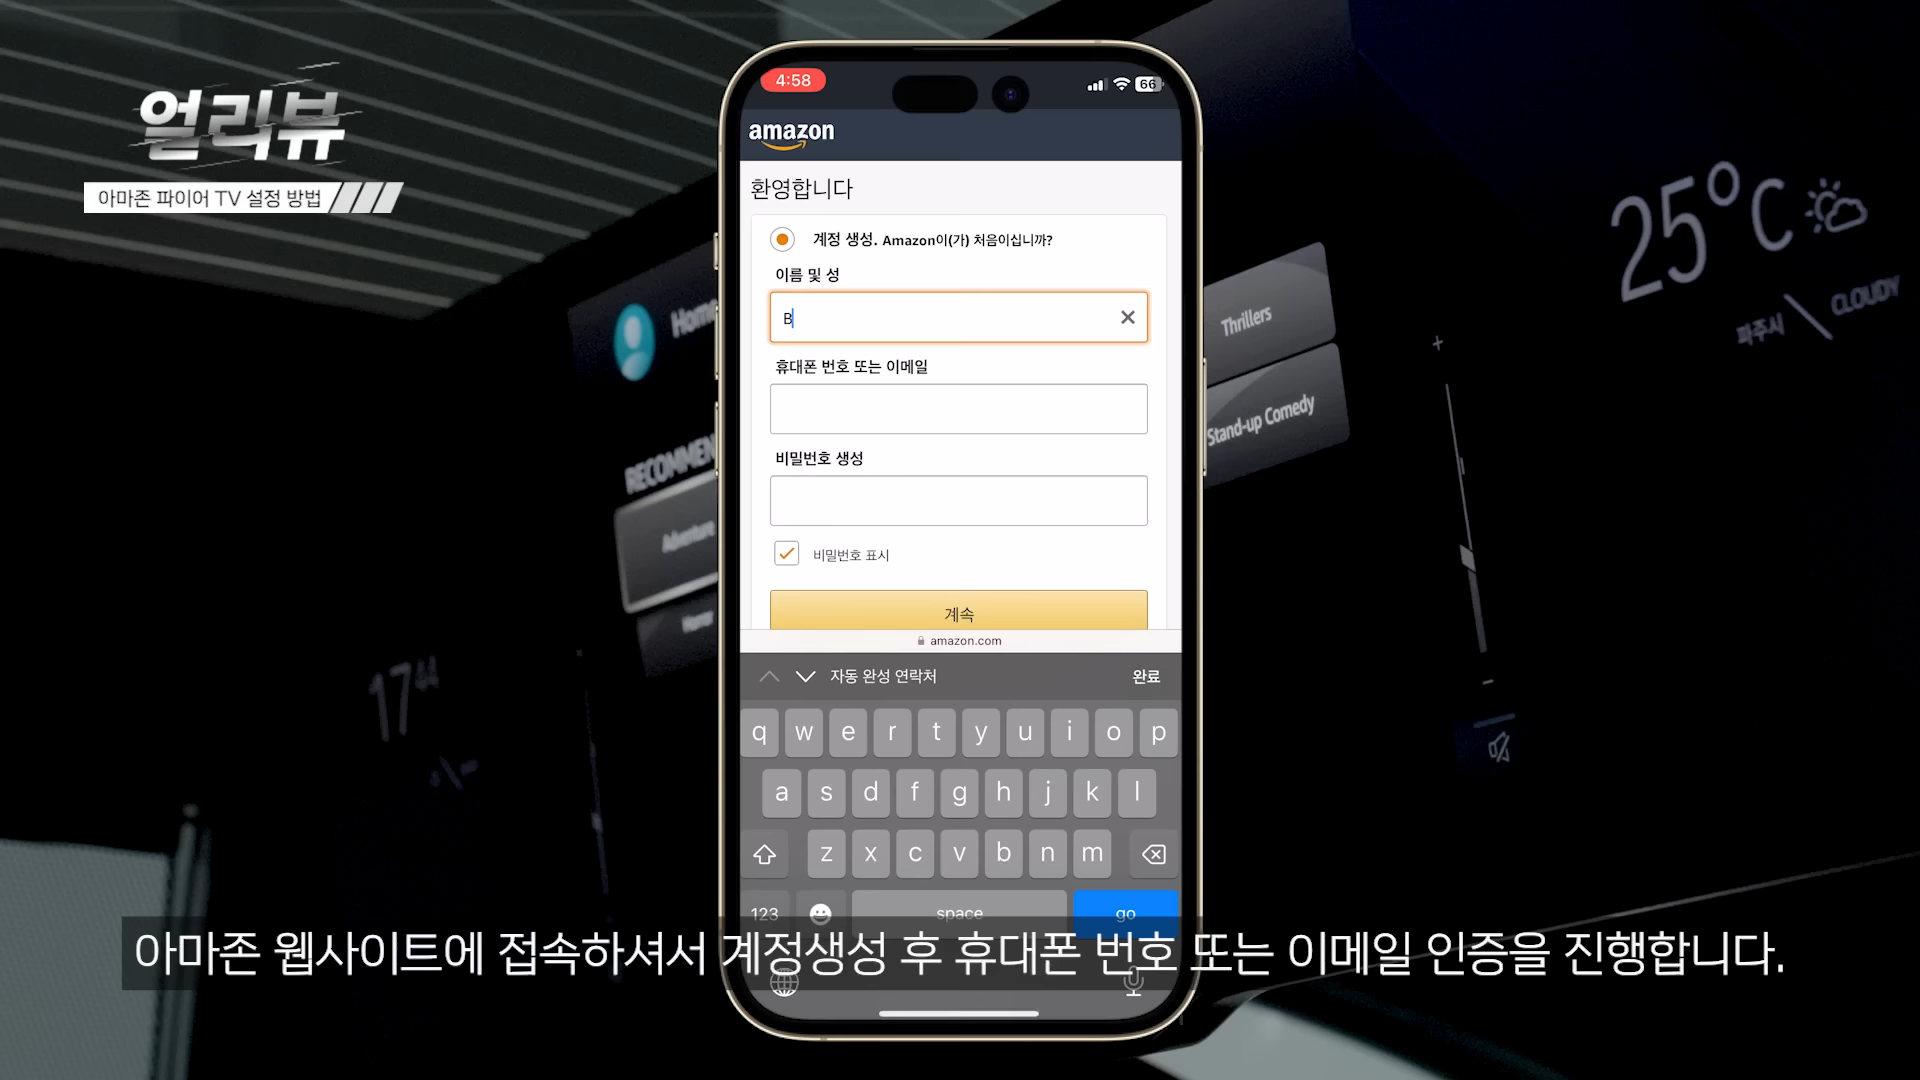 얼리뷰
아마존 파이어 TV 설정 방법
4:58
66
amazon
환영합니다
계정 생성. Amazon이(가) 처음이십니까?
이름 및 성
B
휴대폰 번호 또는 이메일
비밀번호 생성
비밀번호 표시
계속
amazon.com
자동 완성 연락처
완료
q w e r t y u i o p
a s d f g h j k l
z x c v b n m
123 space go
Home
RECOMMEN
Adventure
Horror
17 44
Thrillers
Stand-up Comedy
25°C
파주시 CLOUDY
+
-
아마존 웹사이트에 접속하셔서 계정생성 후 휴대폰 번호 또는 이메일 인증을 진행합니다.